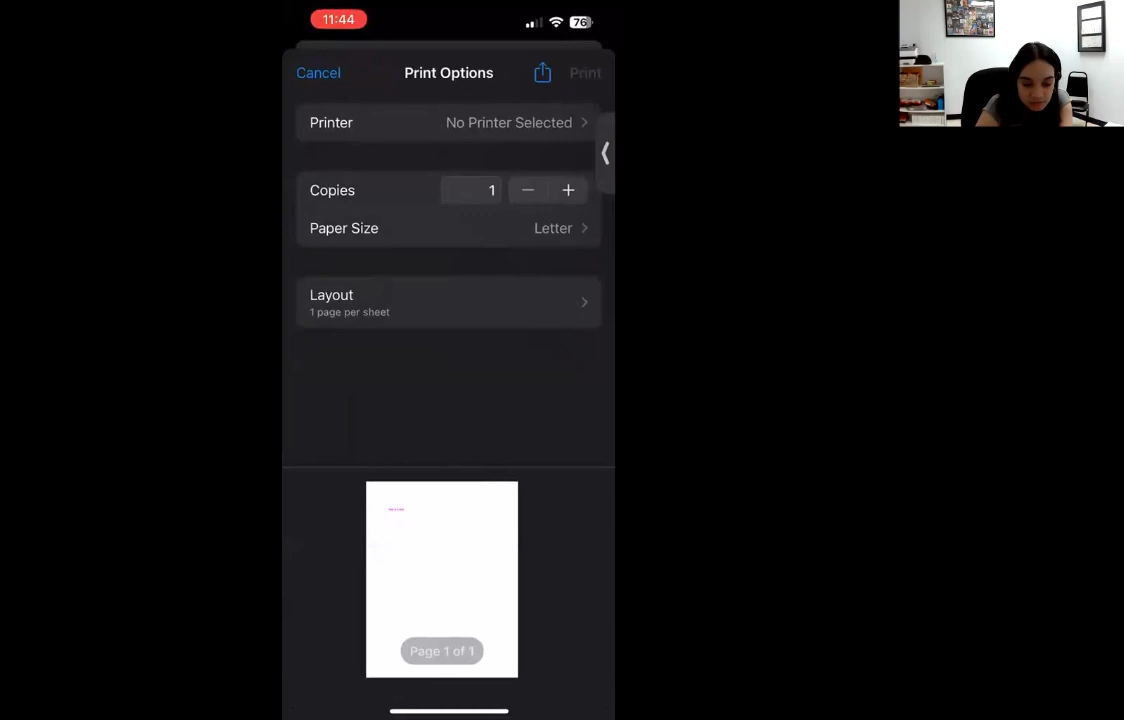 11:44
76
Cancel
Print Options
Print
Printer
No Printer Selected
Copies
1
Paper Size
Letter
Layout
1 page per sheet
Page 1 of 1